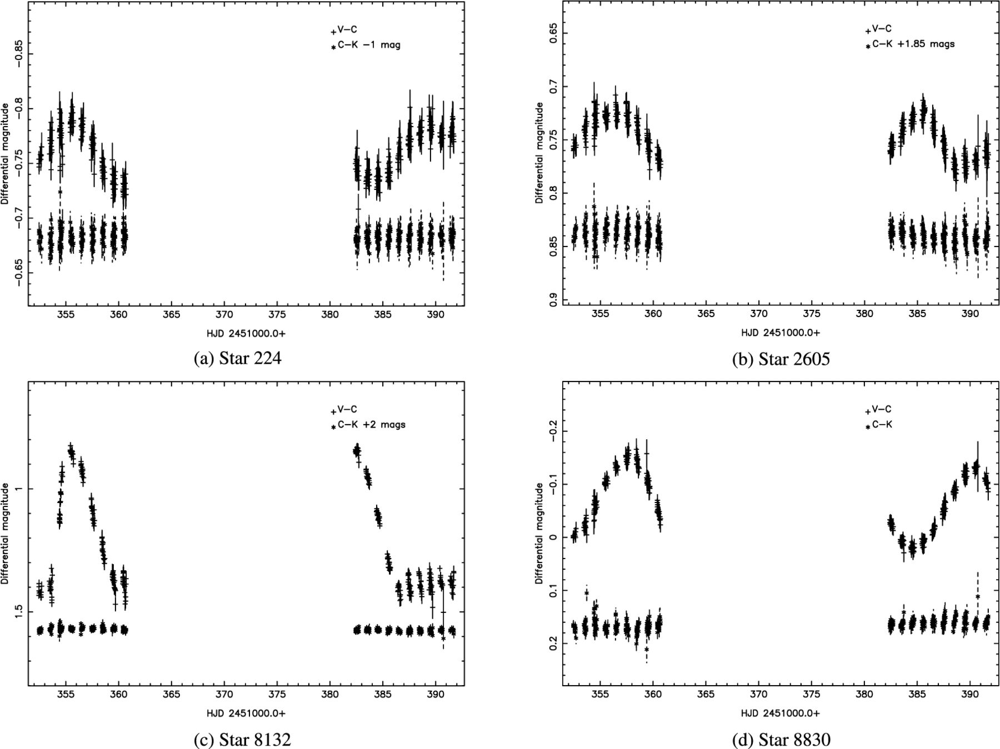 + V−C
* C−K −1 mag
Differential magnitude
−0.85
−0.8
−0.75
−0.7
−0.65
355 360 365 370 375 380 385 390
HJD 2451000.0+
(a) Star 224
+ V−C
* C−K +1.85 mags
Differential magnitude
0.65
0.7
0.75
0.8
0.85
0.9
355 360 365 370 375 380 385 390
HJD 2451000.0+
(b) Star 2605
+ V−C
* C−K +2 mags
Differential magnitude
1
1.5
355 360 365 370 375 380 385 390
HJD 2451000.0+
(c) Star 8132
+ V−C
* C−K
Differential magnitude
−0.2
−0.1
0
0.1
0.2
355 360 365 370 375 380 385 390
HJD 2451000.0+
(d) Star 8830